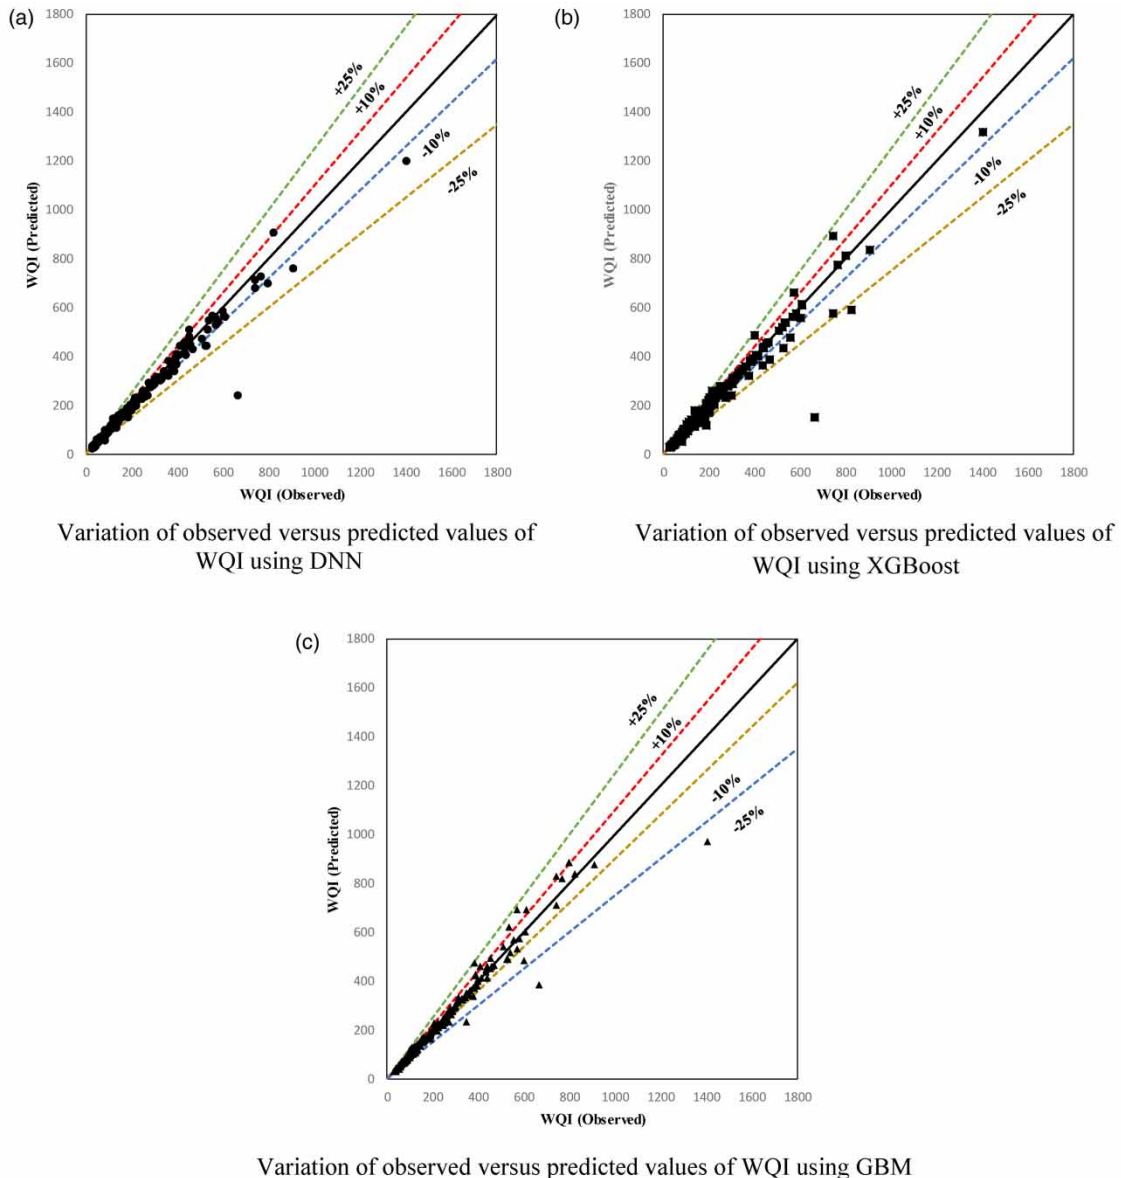 (a)
1800
1600
1400
1200
1000
800
600
400
200
0
WQI (Predicted)
+25%
+10%
-10%
-25%
0 200 400 600 800 1000 1200 1400 1600 1800
WQI (Observed)
Variation of observed versus predicted values of
WQI using DNN
(b)
1800
1600
1400
1200
1000
800
600
400
200
0
WQI (Predicted)
+25%
+10%
-10%
-25%
0 200 400 600 800 1000 1200 1400 1600 1800
WQI (Observed)
Variation of observed versus predicted values of
WQI using XGBoost
(c)
1800
1600
1400
1200
1000
800
600
400
200
0
WQI (Predicted)
+25%
+10%
-10%
-25%
0 200 400 600 800 1000 1200 1400 1600 1800
WQI (Observed)
Variation of observed versus predicted values of WQI using GBM